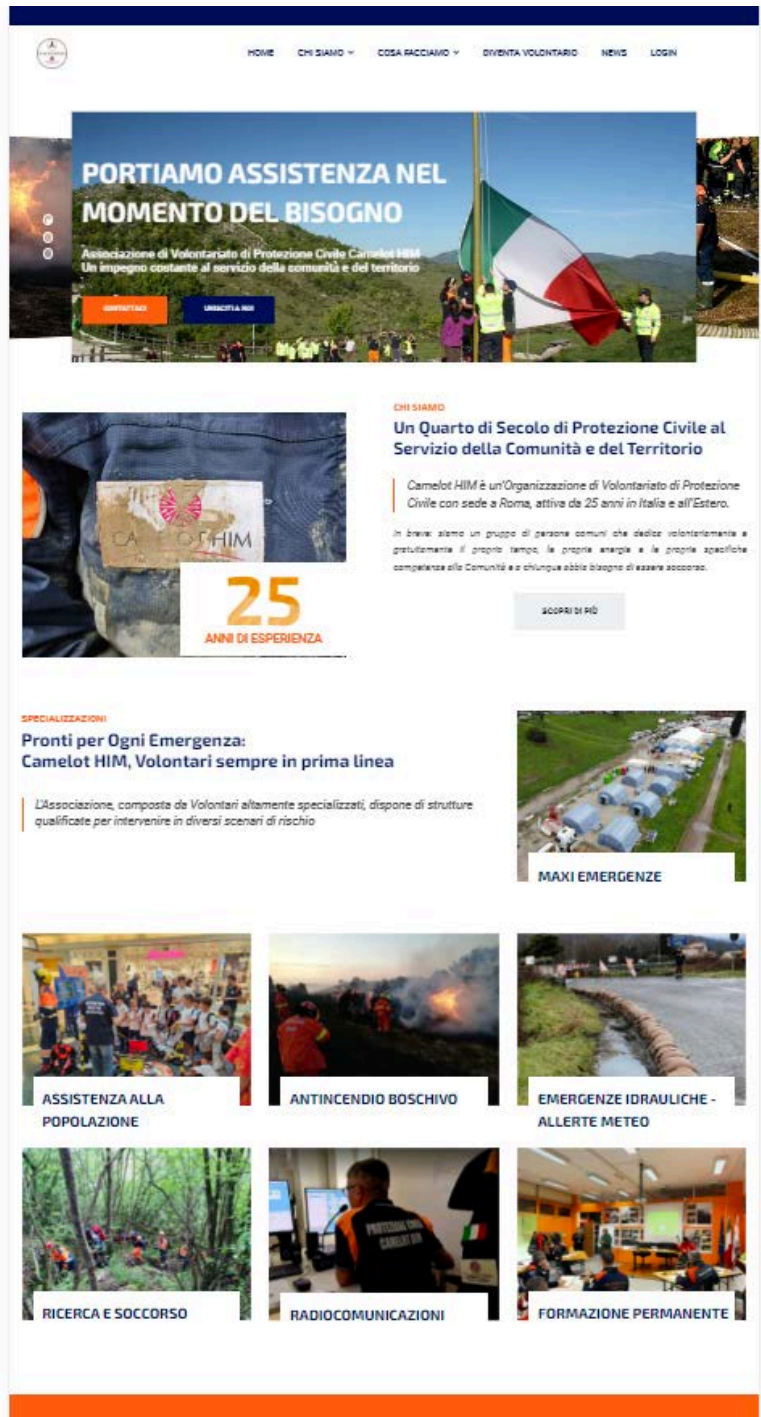 HOME CHI SIAMO COSA FACCIAMO DIVENTA VOLONTARIO NEWS LOGIN
PORTIAMO ASSISTENZA NEL
MOMENTO DEL BISOGNO
Associazione di Volontariato di Protezione Civile Camelot HIM
Un impegno costante al servizio della comunità e del territorio
CONTATTACI UNISCITI A NOI
CHI SIAMO
Un Quarto di Secolo di Protezione Civile al
Servizio della Comunità e del Territorio
Camelot HIM è un'Organizzazione di Volontariato di Protezione
Civile con sede a Roma, attiva da 25 anni in Italia e all'Estero.
In breve: siamo un gruppo di persone comuni che dedica volontariamente e
gratuitamente il proprio tempo, le proprie energie e le proprie specifiche
competenze alla Comunità e a chiunque abbia bisogno di essere soccorso.
SCOPRI DI PIÙ
HIM
25
ANNI DI ESPERIENZA
SPECIALIZZAZIONI
Pronti per Ogni Emergenza:
Camelot HIM, Volontari sempre in prima linea
L'Associazione, composta da Volontari altamente specializzati, dispone di strutture
qualificate per intervenire in diversi scenari di rischio
MAXI EMERGENZE
ASSISTENZA ALLA
POPOLAZIONE
ANTINCENDIO BOSCHIVO
EMERGENZE IDRAULICHE -
ALLERTE METEO
RICERCA E SOCCORSO
PROTEZIONE CIVILE
CAMELOT HIM
RADIOCOMUNICAZIONI
FORMAZIONE PERMANENTE